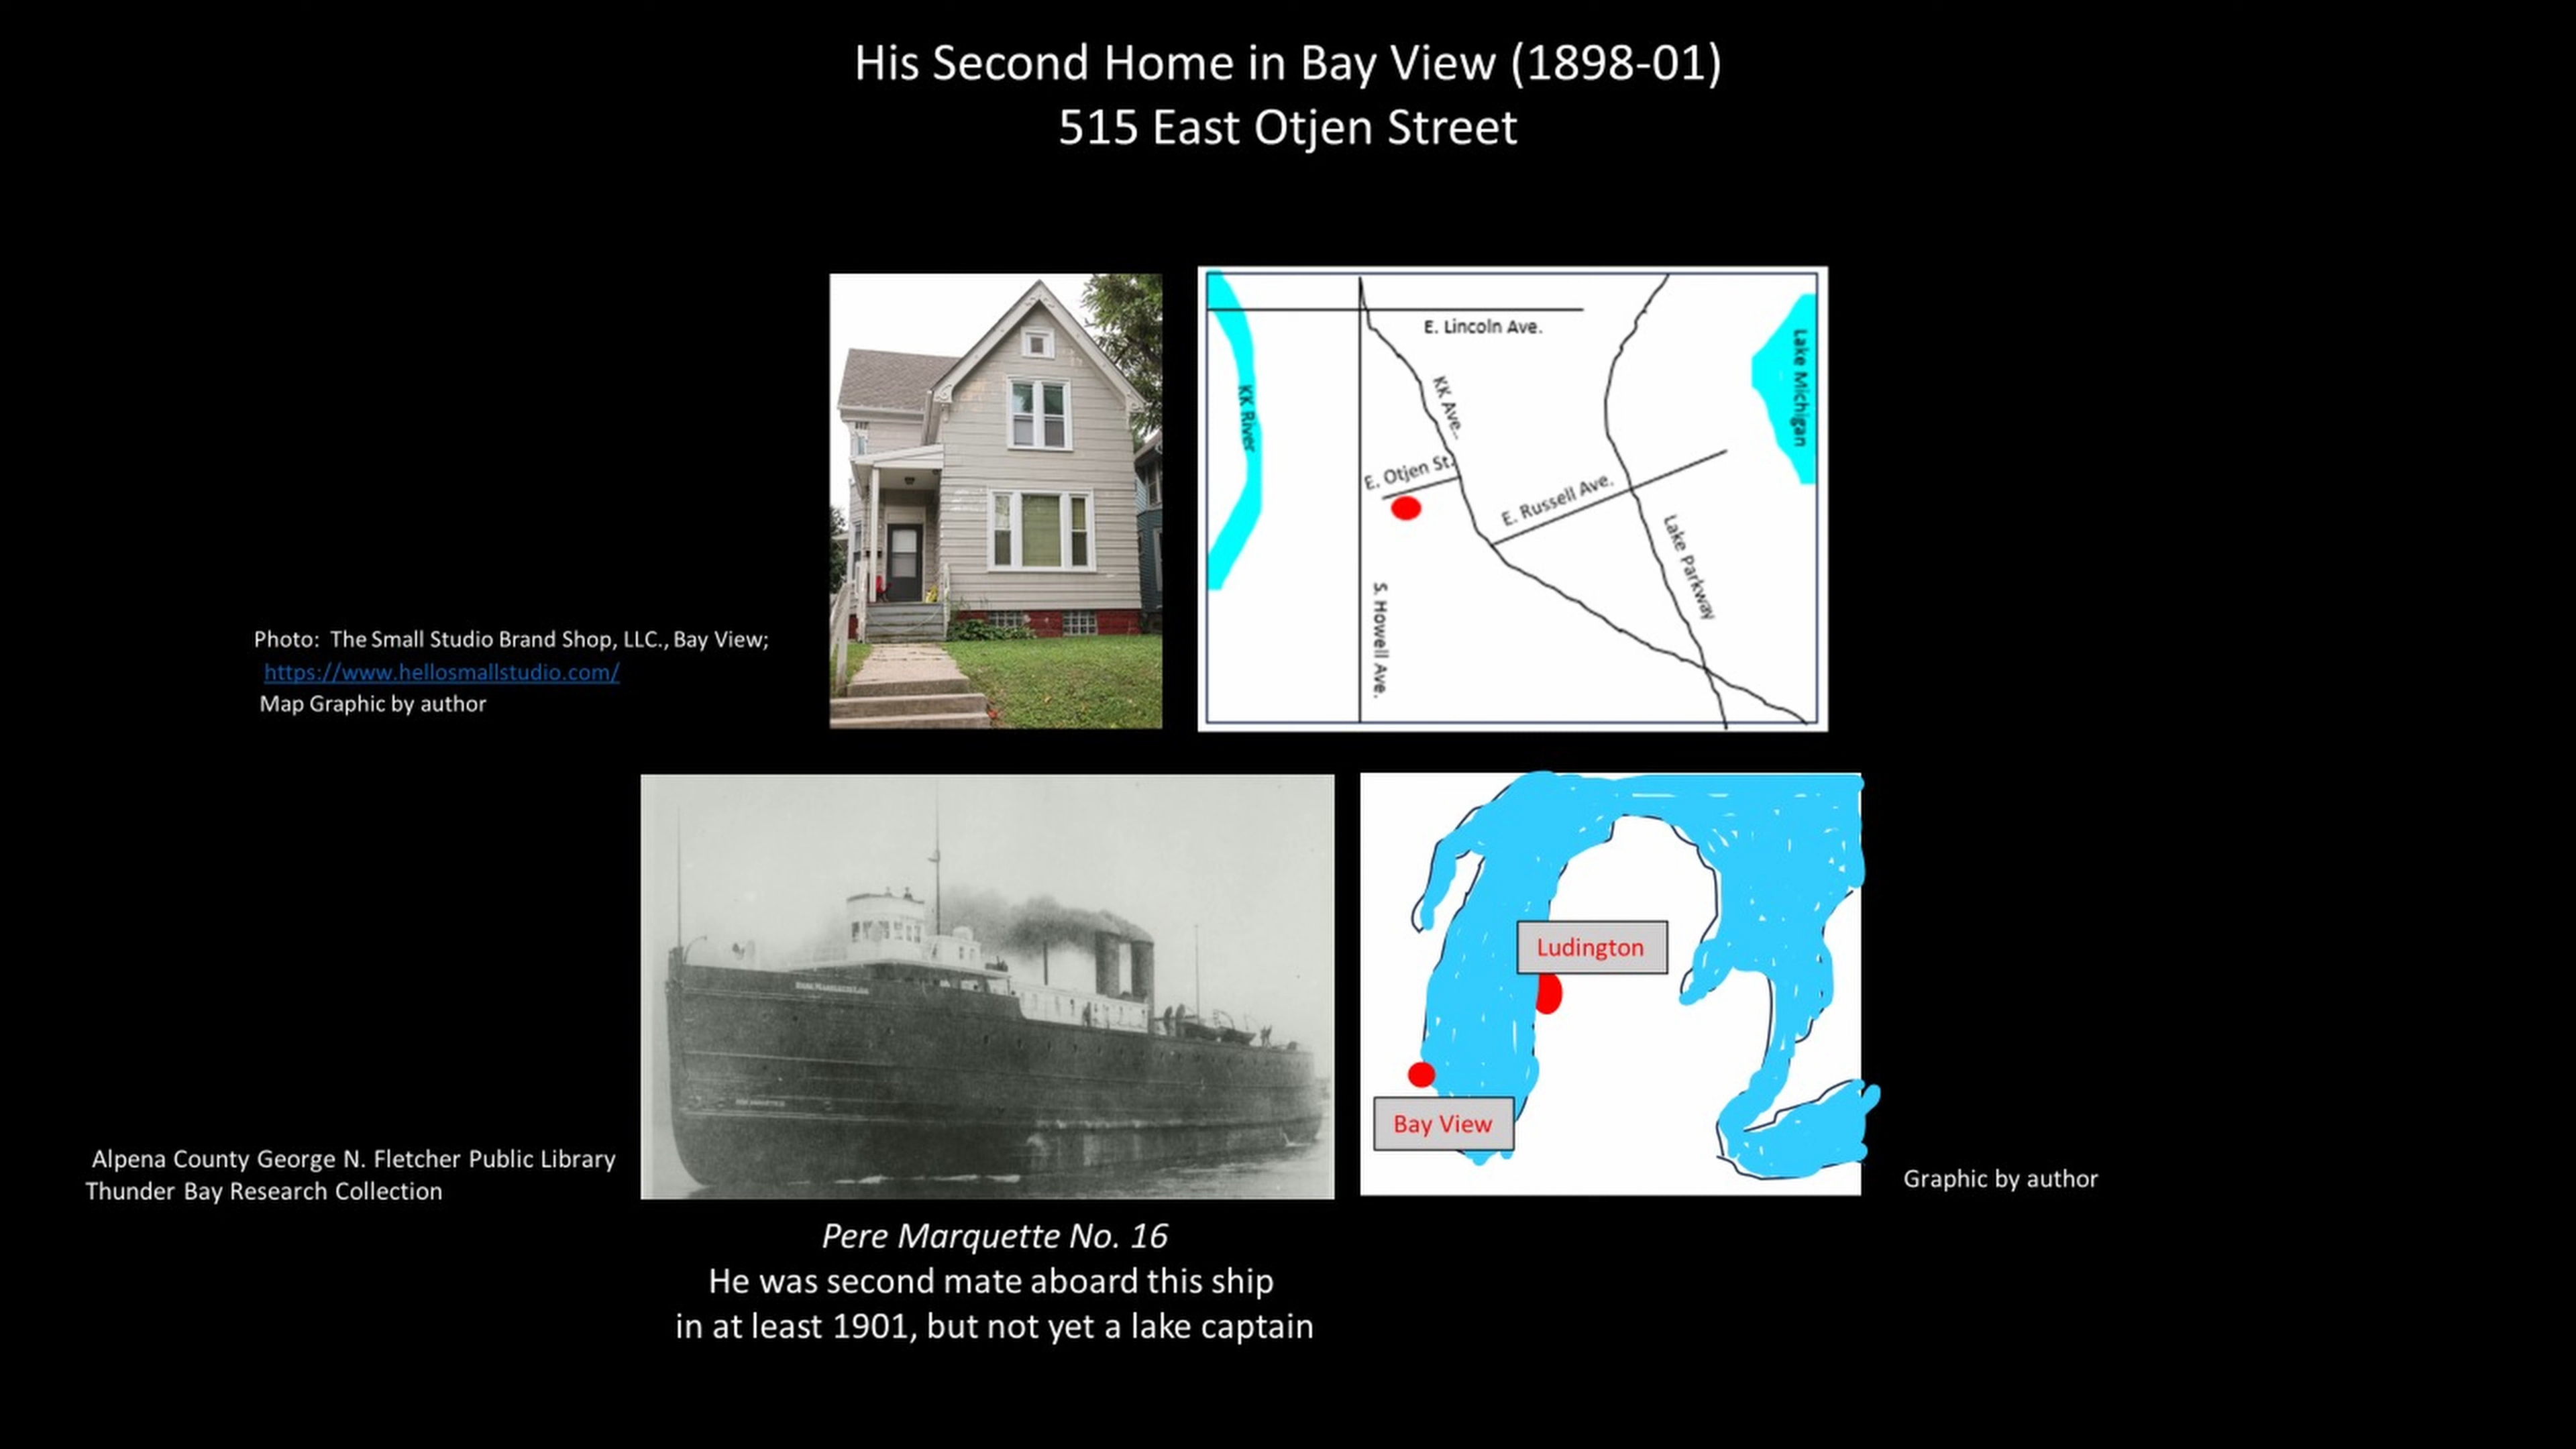 His Second Home in Bay View (1898-01)
515 East Otjen Street
E. Lincoln Ave.
KK River
KK Ave..
Lake Michigan
E. Otjen St.
E. Russell Ave.
Lake Parkway
S. Howell Ave.
Photo: The Small Studio Brand Shop, LLC., Bay View;
https://www.hellosmallstudio.com/
Map Graphic by author
Ludington
Bay View
Alpena County George N. Fletcher Public Library
Thunder Bay Research Collection
Graphic by author
Pere Marquette No. 16
He was second mate aboard this ship
in at least 1901, but not yet a lake captain